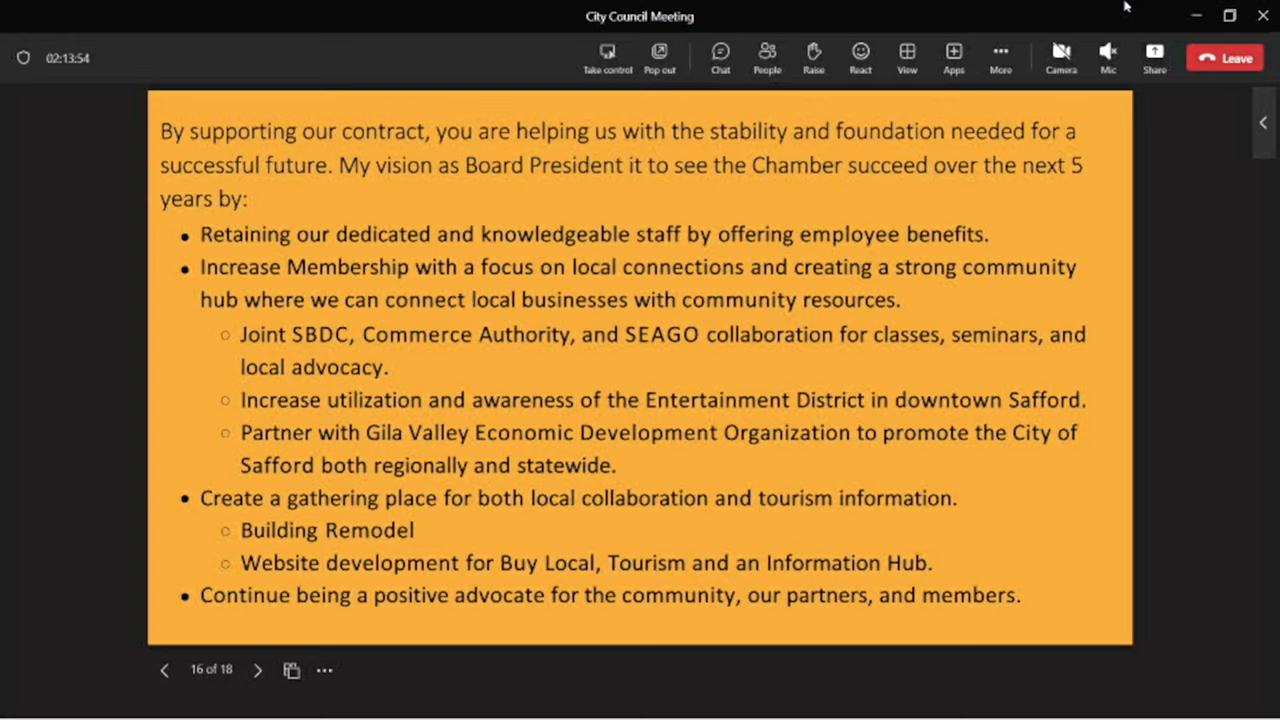 City Council Meeting
02:13:54
Take control
Pop out
Chat
People
Raise
React
View
Apps
More
Camera
Mic
Share
Leave
By supporting our contract, you are helping us with the stability and foundation needed for a
successful future. My vision as Board President it to see the Chamber succeed over the next 5
years by:
• Retaining our dedicated and knowledgeable staff by offering employee benefits.
• Increase Membership with a focus on local connections and creating a strong community
hub where we can connect local businesses with community resources.
○ Joint SBDC, Commerce Authority, and SEAGO collaboration for classes, seminars, and
local advocacy.
○ Increase utilization and awareness of the Entertainment District in downtown Safford.
○ Partner with Gila Valley Economic Development Organization to promote the City of
Safford both regionally and statewide.
• Create a gathering place for both local collaboration and tourism information.
○ Building Remodel
○ Website development for Buy Local, Tourism and an Information Hub.
• Continue being a positive advocate for the community, our partners, and members.
16 of 18